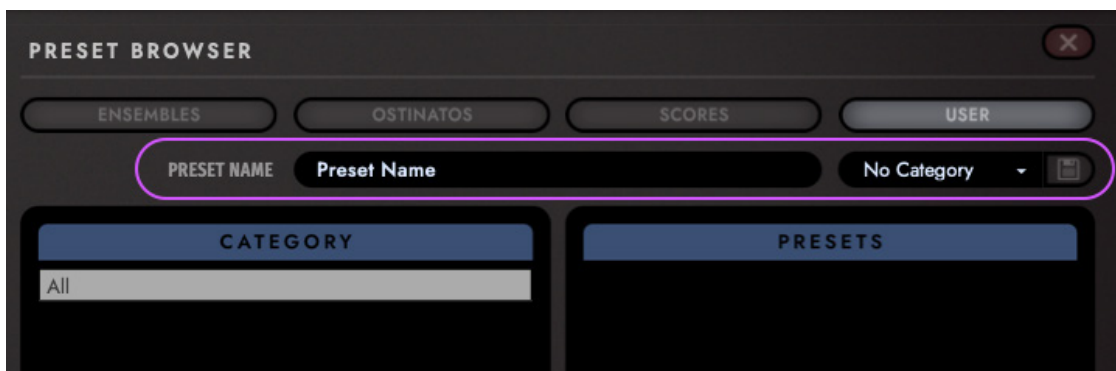 PRESET BROWSER
ENSEMBLES OSTINATOS SCORES USER
PRESET NAME Preset Name No Category
CATEGORY PRESETS
All